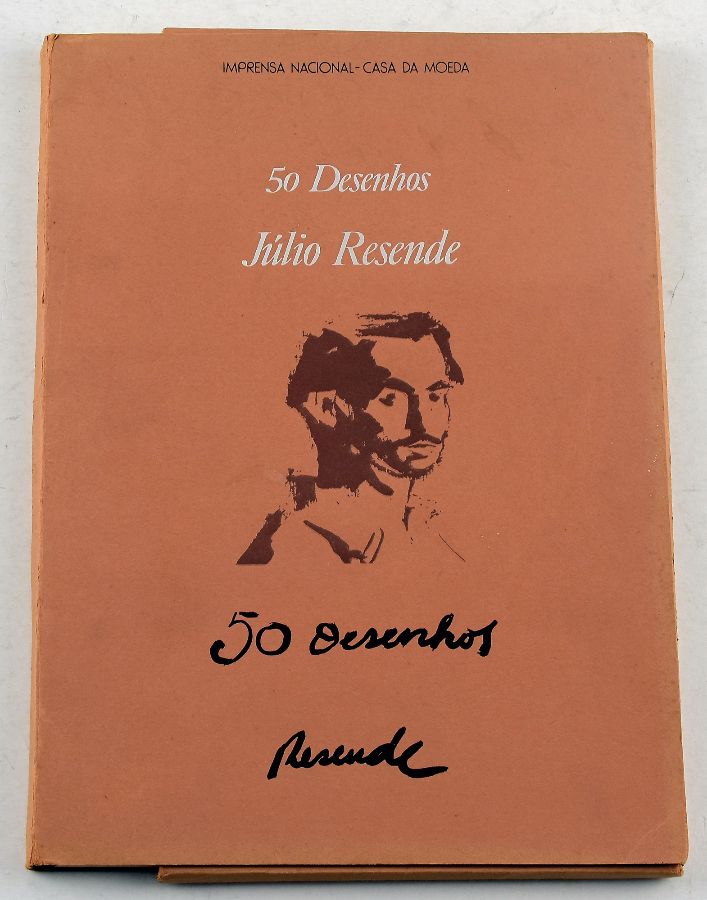 IMPRENSA NACIONAL-CASA DA MOEDA
50 Desenhos
Júlio Resende
50 Desenhos
Resende